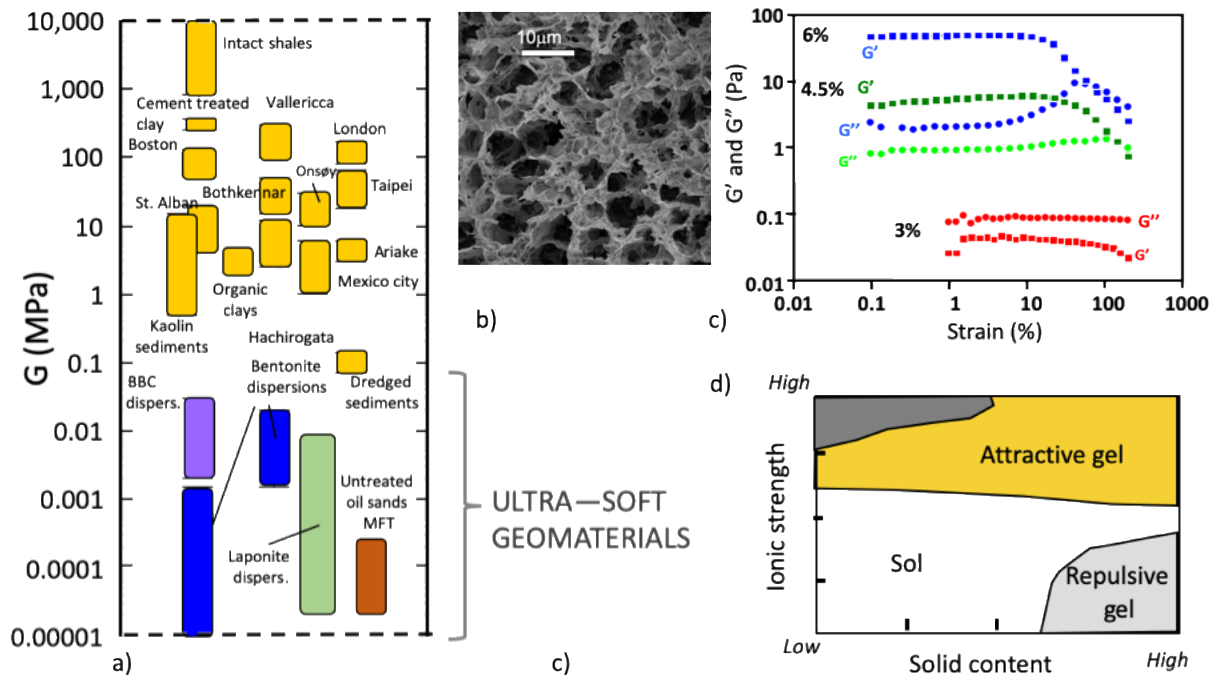 G (MPa)
10,000
1,000
100
10
1
0.1
0.01
0.001
0.0001
0.00001
Intact shales
Cement treated
clay
Boston
Vallericca
London
Onsøy
Taipei
Bothkennar
St. Alban
Ariake
Organic
clays
Mexico city
Kaolin
sediments
Hachirogata
Bentonite
dispersions
Dredged
sediments
BBC
dispers.
Untreated
oil sands
MFT
Laponite
dispers.
ULTRA—SOFT
GEOMATERIALS
a)
10μm
b)
c)
G' and G" (Pa)
100
10
1
0.1
0.01
6%
G'
4.5%
G'
G''
G''
3%
G''
G'
0.01
0.1
1
10
100
1000
Strain (%)
c)
d)
High
Ionic strength
Attractive gel
Sol
Repulsive
gel
Low
Solid content
High